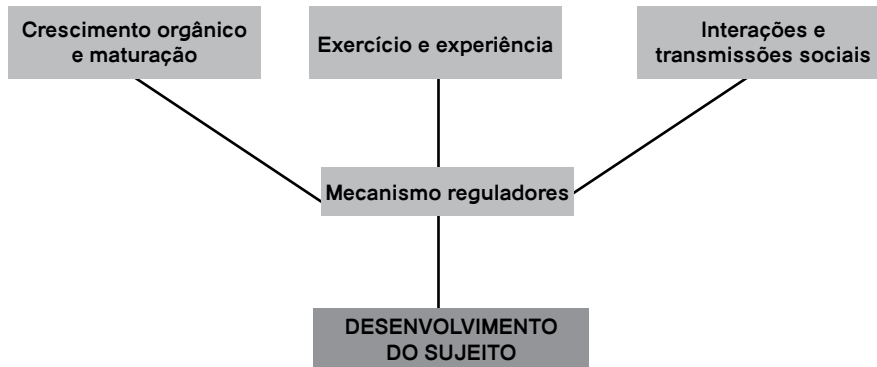 Crescimento orgânico
e maturação
Exercício e experiência
Interações e
transmissões sociais
Mecanismo reguladores
DESENVOLVIMENTO
DO SUJEITO